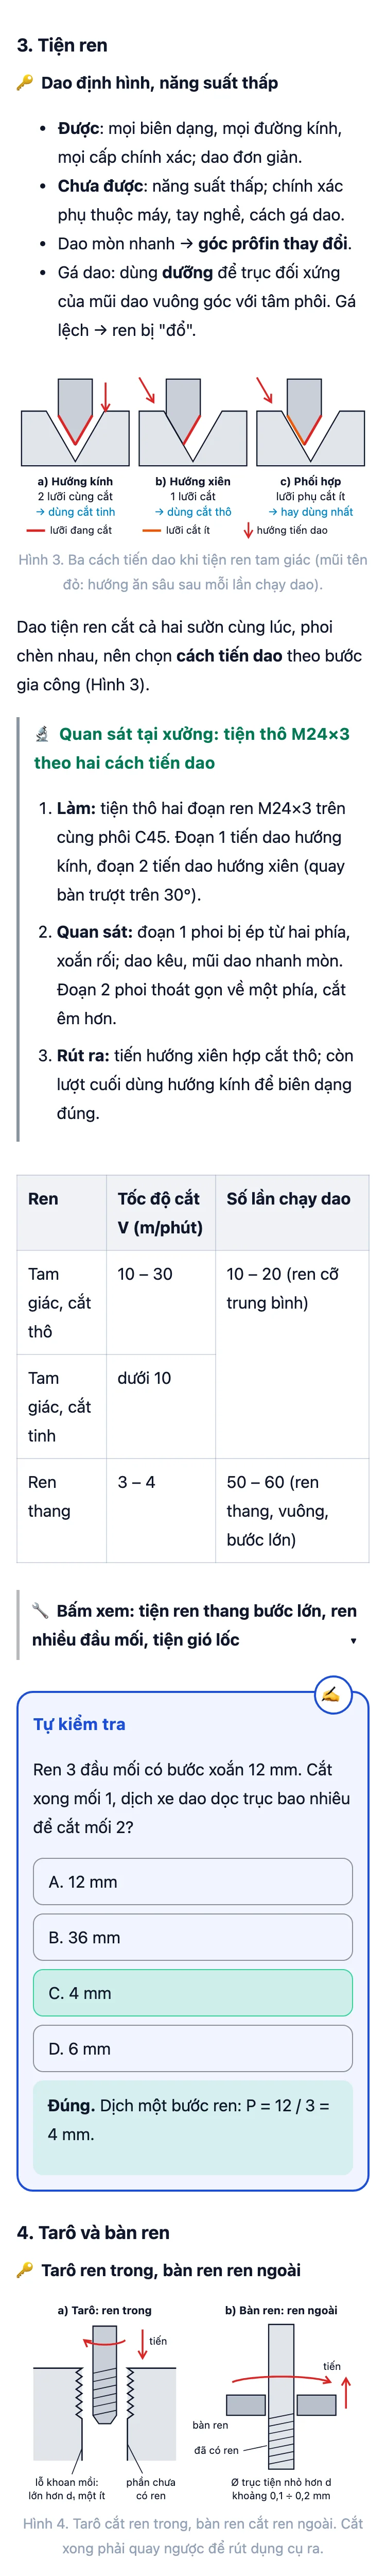 3. Tiện ren
🔑 Dao định hình, năng suất thấp
• Được: mọi biên dạng, mọi đường kính,
mọi cấp chính xác; dao đơn giản.
• Chưa được: năng suất thấp; chính xác
phụ thuộc máy, tay nghề, cách gá dao.
• Dao mòn nhanh → góc prôfin thay đổi.
• Gá dao: dùng dưỡng để trục đối xứng
của mũi dao vuông góc với tâm phôi. Gá
lệch → ren bị "đổ".
a) Hướng kính
2 lưỡi cùng cắt
→ dùng cắt tinh
b) Hướng xiên
1 lưỡi cắt
→ dùng cắt thô
c) Phối hợp
lưỡi phụ cắt ít
→ hay dùng nhất
lưỡi đang cắt
lưỡi cắt ít
hướng tiến dao
Hình 3. Ba cách tiến dao khi tiện ren tam giác (mũi tên
đỏ: hướng ăn sâu sau mỗi lần chạy dao).
Dao tiện ren cắt cả hai sườn cùng lúc, phoi
chèn nhau, nên chọn cách tiến dao theo bước
gia công (Hình 3).
🔬 Quan sát tại xưởng: tiện thô M24×3
theo hai cách tiến dao
1. Làm: tiện thô hai đoạn ren M24×3 trên
cùng phôi C45. Đoạn 1 tiến dao hướng
kính, đoạn 2 tiến dao hướng xiên (quay
bàn trượt trên 30°).
2. Quan sát: đoạn 1 phoi bị ép từ hai phía,
xoắn rối; dao kêu, mũi dao nhanh mòn.
Đoạn 2 phoi thoát gọn về một phía, cắt
êm hơn.
3. Rút ra: tiến hướng xiên hợp cắt thô; còn
lượt cuối dùng hướng kính để biên dạng
đúng.
Ren
Tốc độ cắt
V (m/phút)
Số lần chạy dao
Tam
giác, cắt
thô
10 – 30
10 – 20 (ren cỡ
trung bình)
Tam
giác, cắt
tinh
dưới 10
Ren
thang
3 – 4
50 – 60 (ren
thang, vuông,
bước lớn)
🔧 Bấm xem: tiện ren thang bước lớn, ren
nhiều đầu mối, tiện gió lốc ▼
✍️
Tự kiểm tra
Ren 3 đầu mối có bước xoắn 12 mm. Cắt
xong mối 1, dịch xe dao dọc trục bao nhiêu
để cắt mối 2?
A. 12 mm
B. 36 mm
C. 4 mm
D. 6 mm
Đúng. Dịch một bước ren: P = 12 / 3 =
4 mm.
4. Tarô và bàn ren
🔑 Tarô ren trong, bàn ren ren ngoài
a) Tarô: ren trong
tiến
lỗ khoan mồi:
lớn hơn d₁ một ít
phần chưa
có ren
b) Bàn ren: ren ngoài
tiến
bàn ren
đã có ren
Ø trục tiện nhỏ hơn d
khoảng 0,1 ÷ 0,2 mm
Hình 4. Tarô cắt ren trong, bàn ren cắt ren ngoài. Cắt
xong phải quay ngược để rút dụng cụ ra.